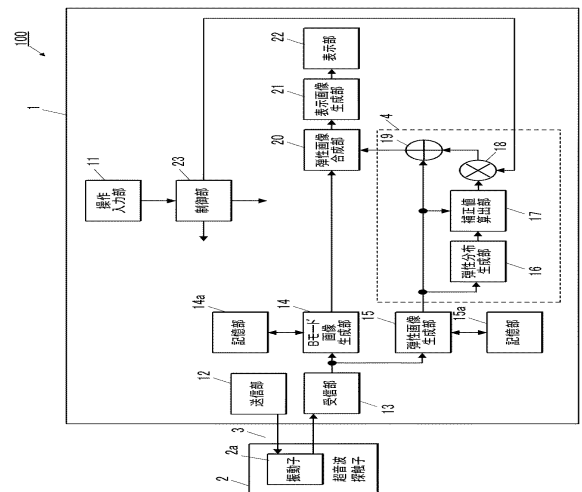 100
1
11
操作
入力部
23
制御部
22
表示部
21
表示画像
生成部
20
弾性画像
合成部
4
19
18
補正値
算出部
17
弾性分布
生成部
16
14a
記憶部
14
Bモード
画像
生成部
15
弾性画像
生成部
15a
記憶部
12
送信部
受信部
13
3
2a
振動子
2
超音波
探触子